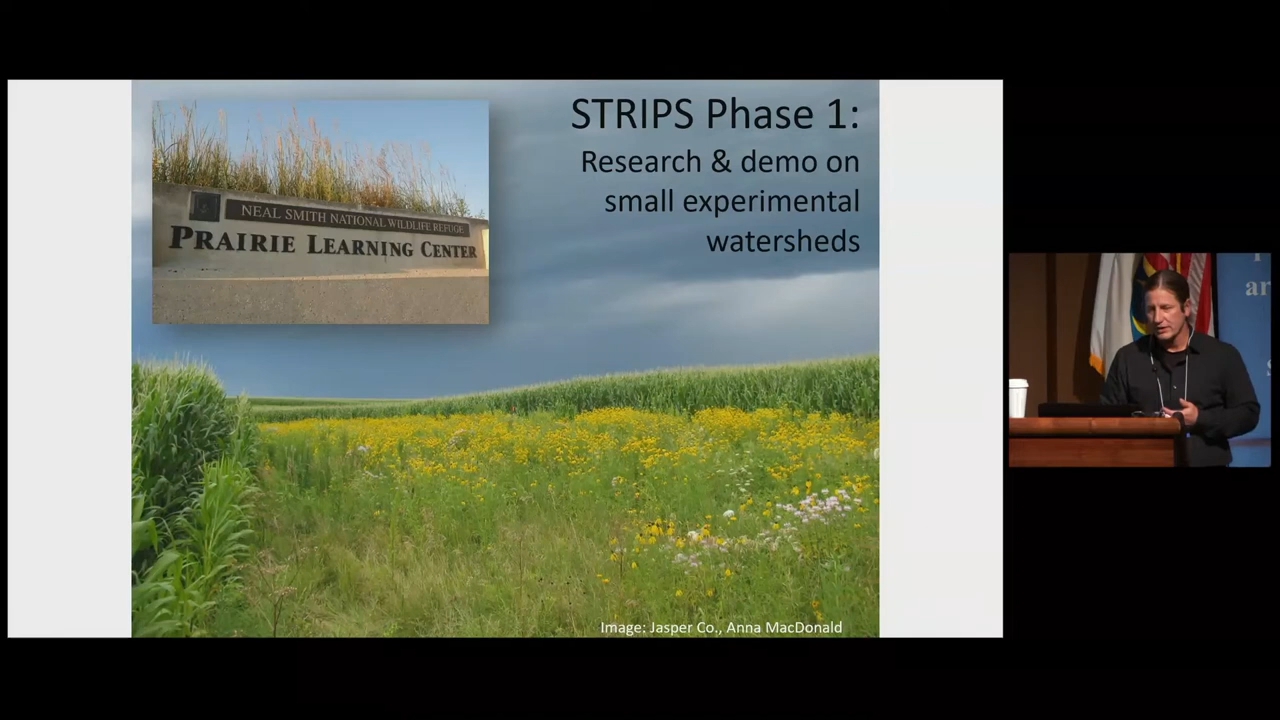 STRIPS Phase 1:
Research & demo on
small experimental
watersheds
NEAL SMITH NATIONAL WILDLIFE REFUGE
PRAIRIE LEARNING CENTER
Image: Jasper Co., Anna MacDonald
ar